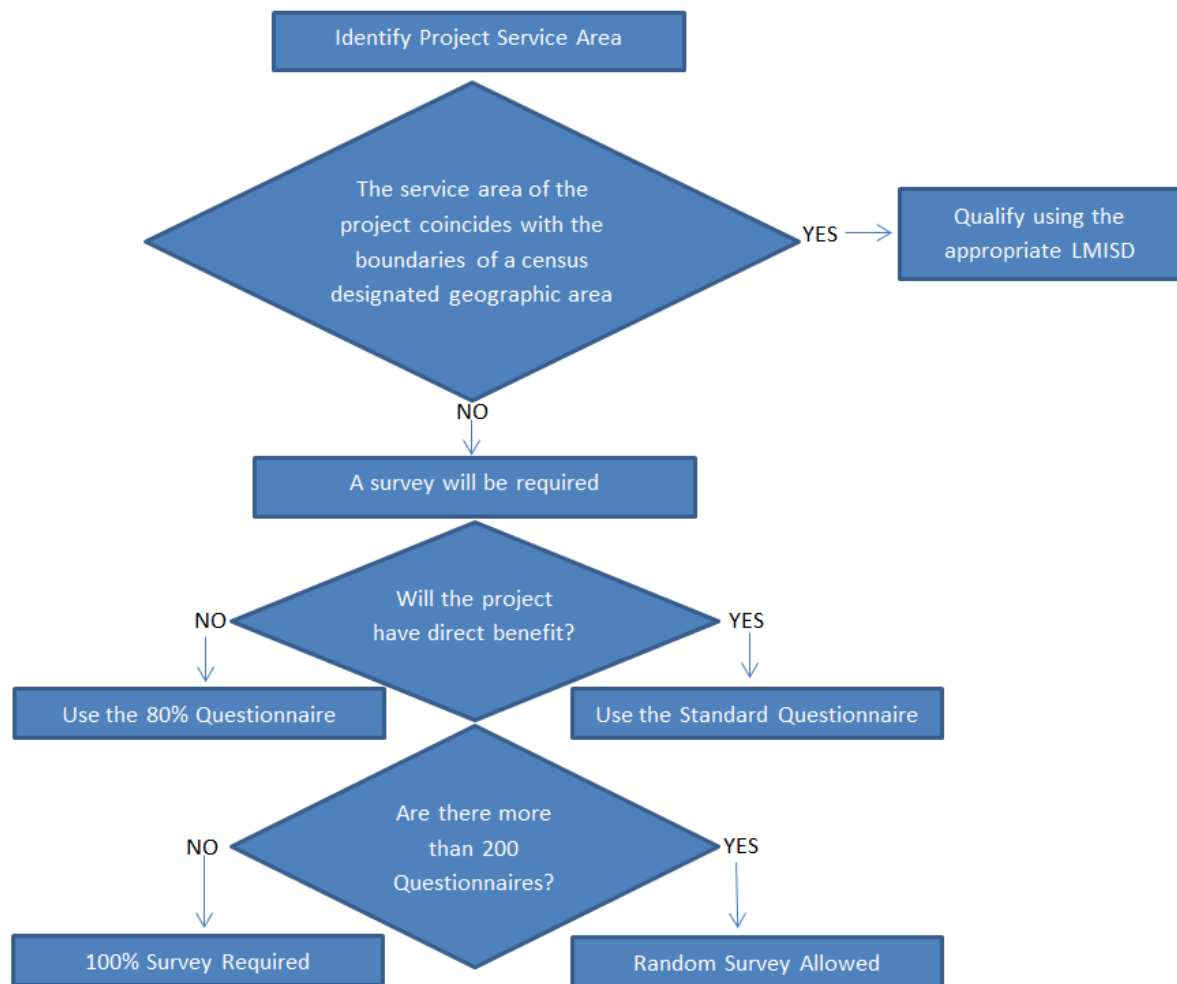 Identify Project Service Area
The service area of the
project coincides with the
boundaries of a census
designated geographic area
YES
Qualify using the
appropriate LMISD
NO
A survey will be required
Will the project
have direct benefit?
NO
YES
Use the 80% Questionnaire
Use the Standard Questionnaire
Are there more
than 200
Questionnaires?
NO
YES
100% Survey Required
Random Survey Allowed